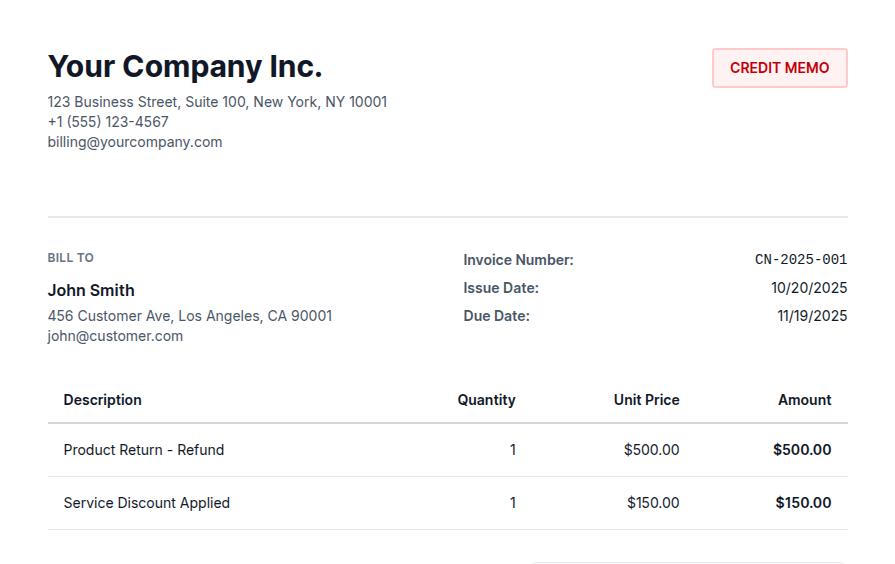 Your Company Inc.
CREDIT MEMO
123 Business Street, Suite 100, New York, NY 10001
+1 (555) 123-4567
billing@yourcompany.com
BILL TO
John Smith
456 Customer Ave, Los Angeles, CA 90001
john@customer.com
Invoice Number: CN-2025-001
Issue Date: 10/20/2025
Due Date: 11/19/2025
Description Quantity Unit Price Amount
Product Return - Refund 1 $500.00 $500.00
Service Discount Applied 1 $150.00 $150.00